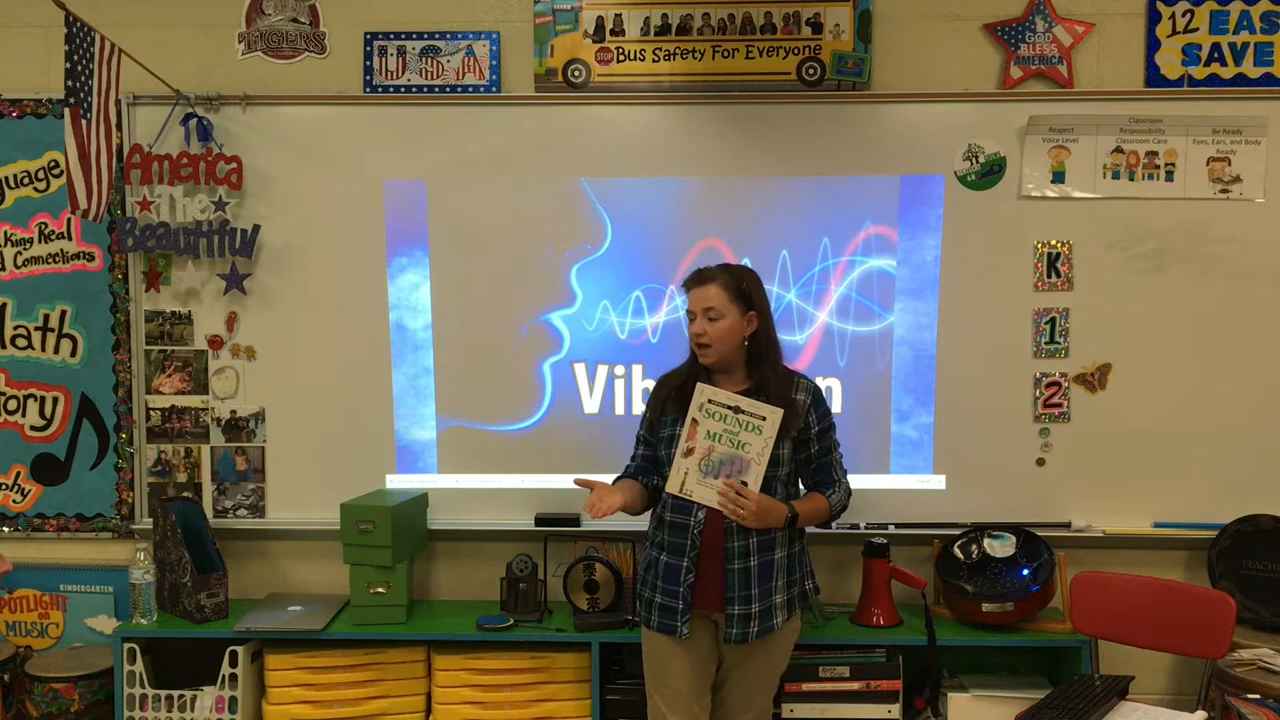 TIGERS
USA
STOP
Bus Safety For Everyone
GOD
BLESS
AMERICA
12 EAS
SAVE
guage
king Real
Connections
Math
tory
phy
America
The
Beautiful
Classroom
Respect
Responsibility
Be Ready
Voice Level
Classroom Care
Eyes, Ears, and Body
Ready
K
1
2
Vib n
SOUNDS
and
MUSIC
KINDERGARTEN
SPOTLIGHT
on
MUSIC
TEACHE